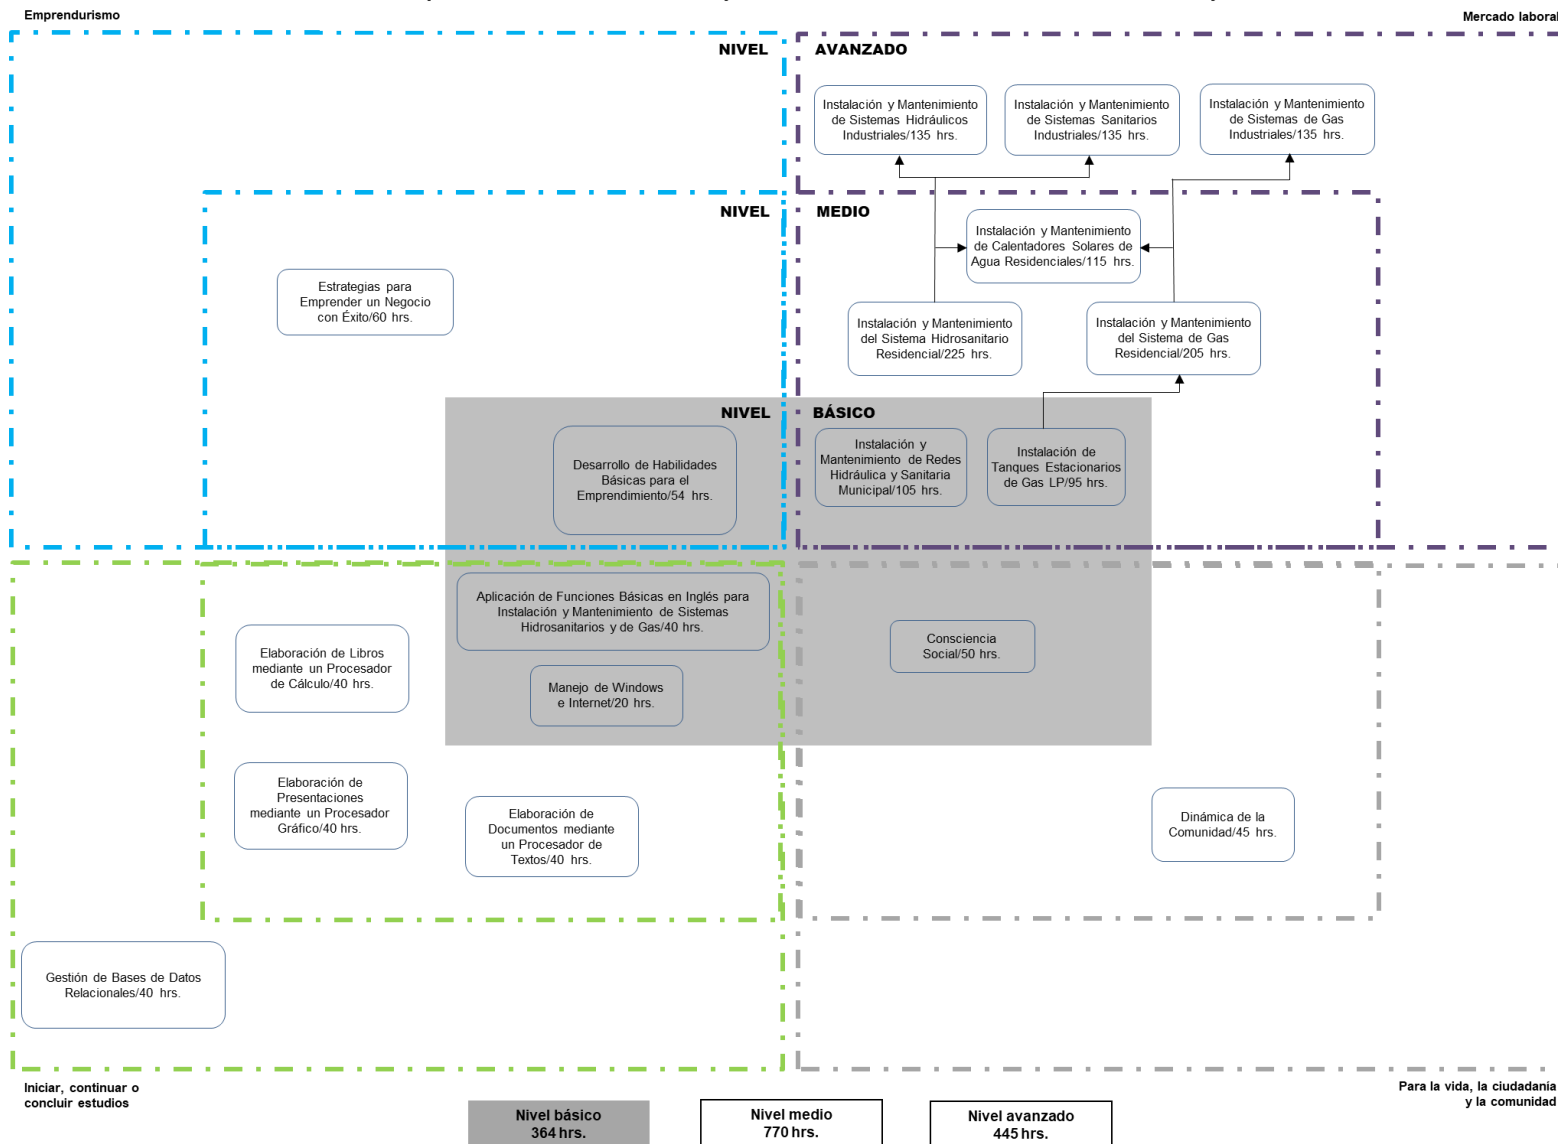 Emprendurismo
Mercado laboral
NIVEL AVANZADO
Instalación y Mantenimiento
de Sistemas Hidráulicos
Industriales/135 hrs.
Instalación y Mantenimiento
de Sistemas Sanitarios
Industriales/135 hrs.
Instalación y Mantenimiento
de Sistemas de Gas
Industriales/135 hrs.
NIVEL MEDIO
Instalación y Mantenimiento
de Calentadores Solares de
Agua Residenciales/115 hrs.
Estrategias para
Emprender un Negocio
con Éxito/60 hrs.
Instalación y Mantenimiento
del Sistema Hidrosanitario
Residencial/225 hrs.
Instalación y Mantenimiento
del Sistema de Gas
Residencial/205 hrs.
NIVEL BÁSICO
Desarrollo de Habilidades
Básicas para el
Emprendimiento/54 hrs.
Instalación y
Mantenimiento de Redes
Hidráulica y Sanitaria
Municipal/105 hrs.
Instalación de
Tanques Estacionarios
de Gas LP/95 hrs.
Aplicación de Funciones Básicas en Inglés para
Instalación y Mantenimiento de Sistemas
Hidrosanitarios y de Gas/40 hrs.
Elaboración de Libros
mediante un Procesador
de Cálculo/40 hrs.
Manejo de Windows
e Internet/20 hrs.
Consciencia
Social/50 hrs.
Elaboración de
Presentaciones
mediante un Procesador
Gráfico/40 hrs.
Elaboración de
Documentos mediante
un Procesador de
Textos/40 hrs.
Dinámica de la
Comunidad/45 hrs.
Gestión de Bases de Datos
Relacionales/40 hrs.
Iniciar, continuar o
concluir estudios
Para la vida, la ciudadanía
y la comunidad
Nivel básico
364 hrs.
Nivel medio
770 hrs.
Nivel avanzado
445 hrs.